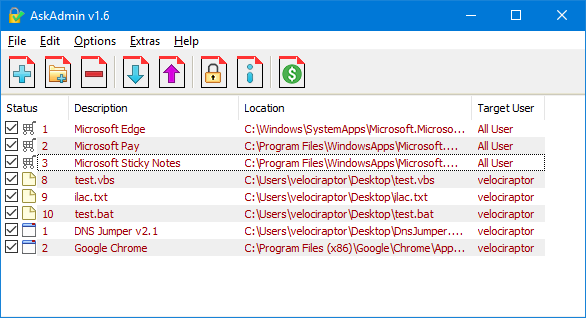 AskAdmin v1.6
File Edit Options Extras Help
Status Description Location Target User
1 Microsoft Edge C:\Windows\SystemApps\Microsoft.Microso... All User
2 Microsoft Pay C:\Program Files\WindowsApps\Microsoft.... All User
3 Microsoft Sticky Notes C:\Program Files\WindowsApps\Microsoft.... All User
8 test.vbs C:\Users\velociraptor\Desktop\test.vbs velociraptor
9 ilac.txt C:\Users\velociraptor\Desktop\ilac.txt velociraptor
10 test.bat C:\Users\velociraptor\Desktop\test.bat velociraptor
1 DNS Jumper v2.1 C:\Users\velociraptor\Desktop\DnsJumper.... velociraptor
2 Google Chrome C:\Program Files (x86)\Google\Chrome\App... velociraptor